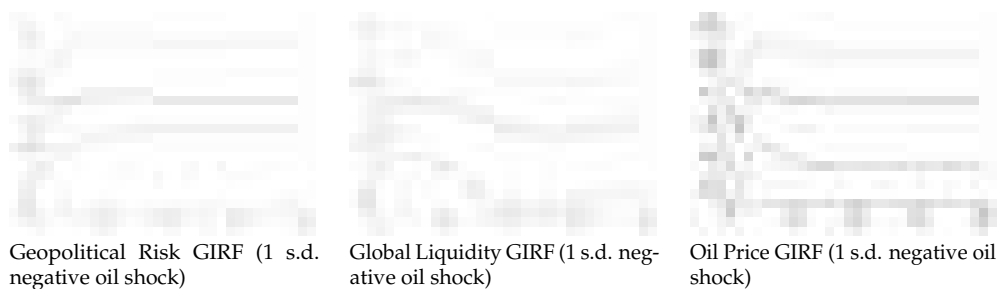 Geopolitical Risk GIRF (1 s.d.
negative oil shock)
Global Liquidity GIRF (1 s.d. neg-
ative oil shock)
Oil Price GIRF (1 s.d. negative oil
shock)